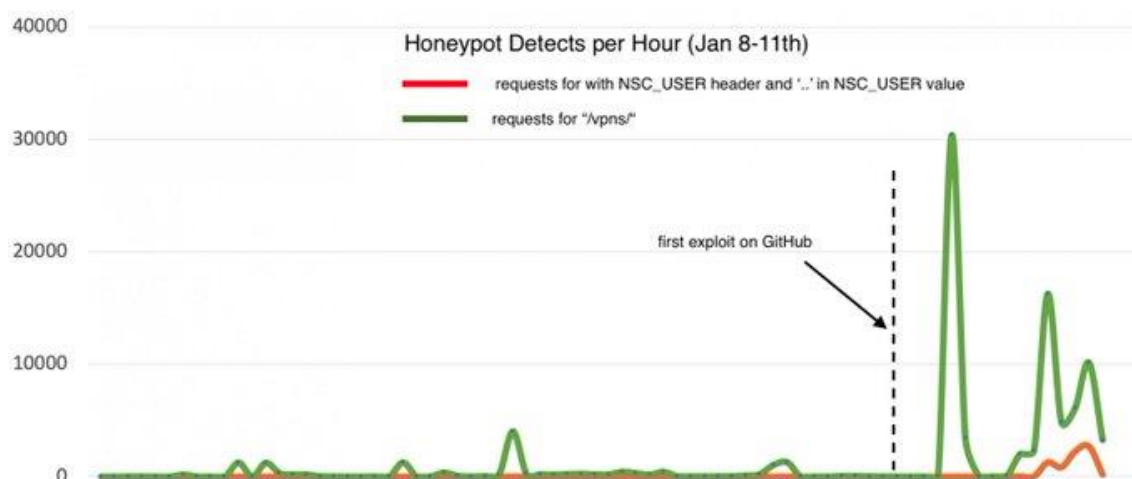 40000
Honeypot Detects per Hour (Jan 8-11th)
requests for with NSC_USER header and '..' in NSC_USER value
requests for "/vpns/"
30000
first exploit on GitHub
20000
10000
0